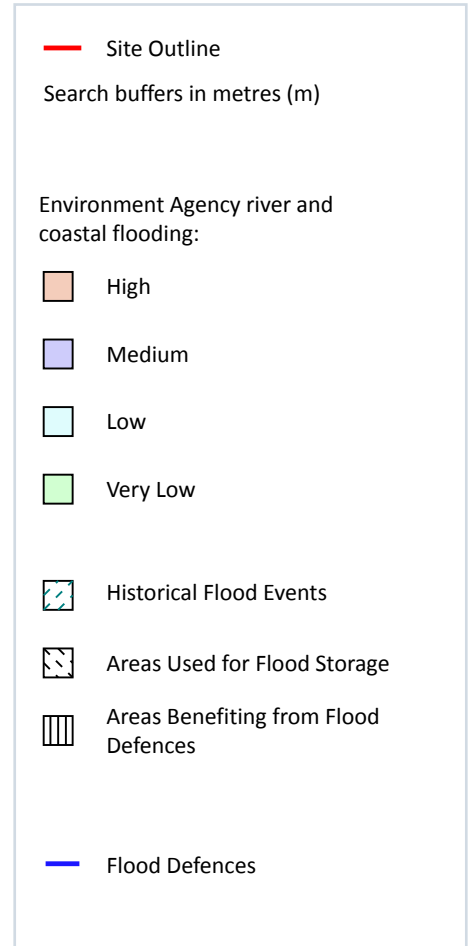 Site Outline
Search buffers in metres (m)
Environment Agency river and
coastal flooding:
High
Medium
Low
Very Low
Historical Flood Events
Areas Used for Flood Storage
Areas Benefiting from Flood
Defences
Flood Defences